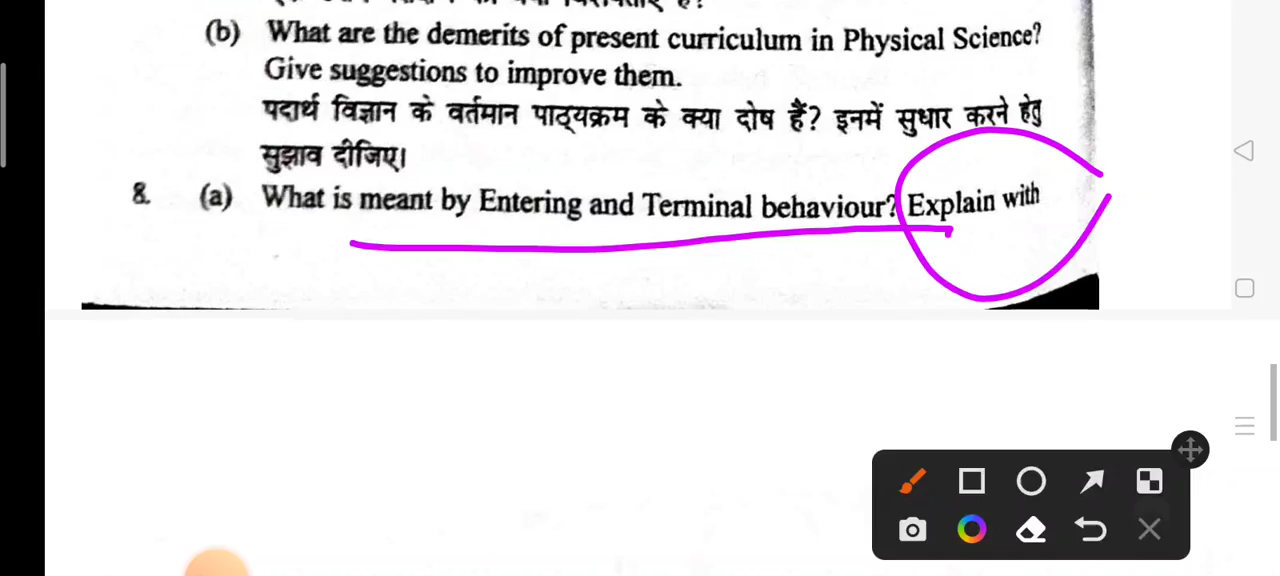 (b) What are the demerits of present curriculum in Physical Science?
Give suggestions to improve them.
पदार्थ विज्ञान के वर्तमान पाठ्यक्रम के क्या दोष हैं? इनमें सुधार करने हेतु
सुझाव दीजिए।
8. (a) What is meant by Entering and Terminal behaviour? Explain with